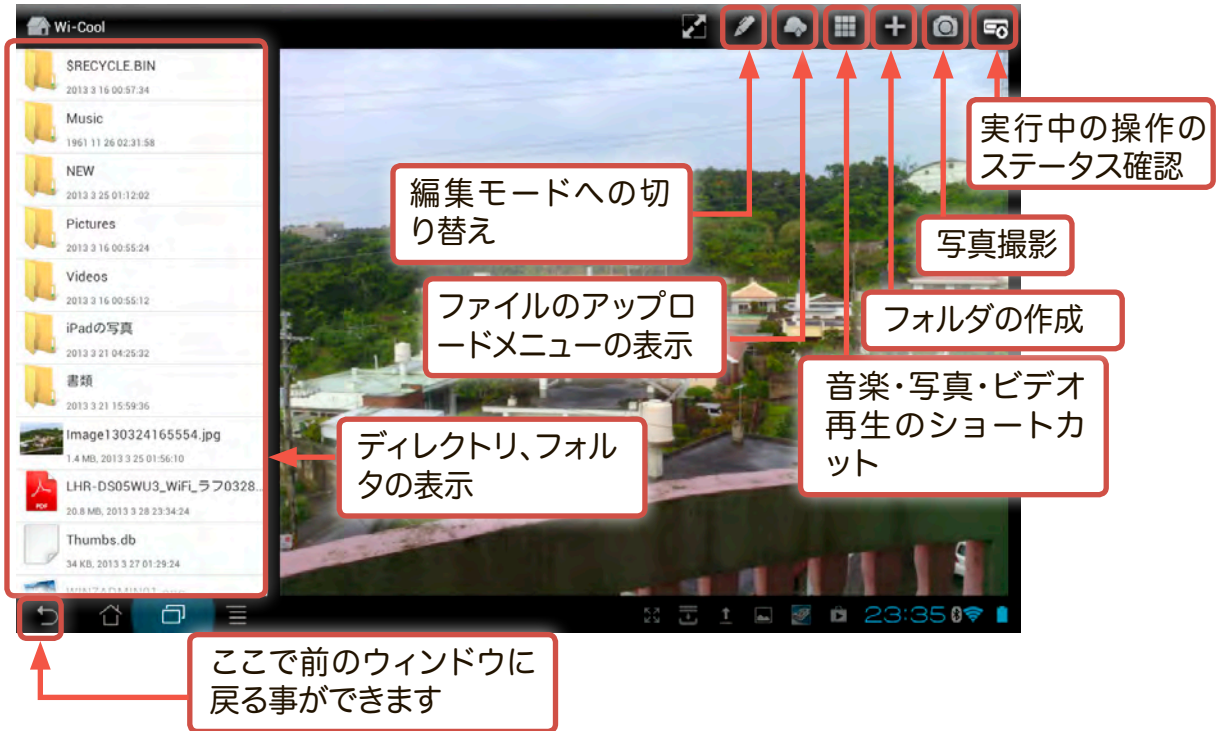 Wi-Cool
$RECYCLE.BIN
2013 3 16 00:57:34
Music
1961 11 26 02:31:58
NEW
2013 3 25 01:12:02
Pictures
2013 3 16 00:55:24
Videos
2013 3 16 00:55:12
iPadの写真
2013 3 21 04:25:32
書類
2013 3 21 15:59:36
Image130324165554.jpg
1.4 MB, 2013 3 25 01:56:10
LHR-DS05WU3_WiFi_ラフ0328...
PDF
20.8 MB, 2013 3 28 23:34:24
Thumbs.db
34 KB, 2013 3 27 01:29:24
実行中の操作の
ステータス確認
編集モードへの切
り替え
写真撮影
ファイルのアップロ
ードメニューの表示
フォルダの作成
音楽・写真・ビデオ
再生のショートカ
ット
ディレクトリ、フォル
タの表示
23:35
ここで前のウィンドウに
戻る事ができます